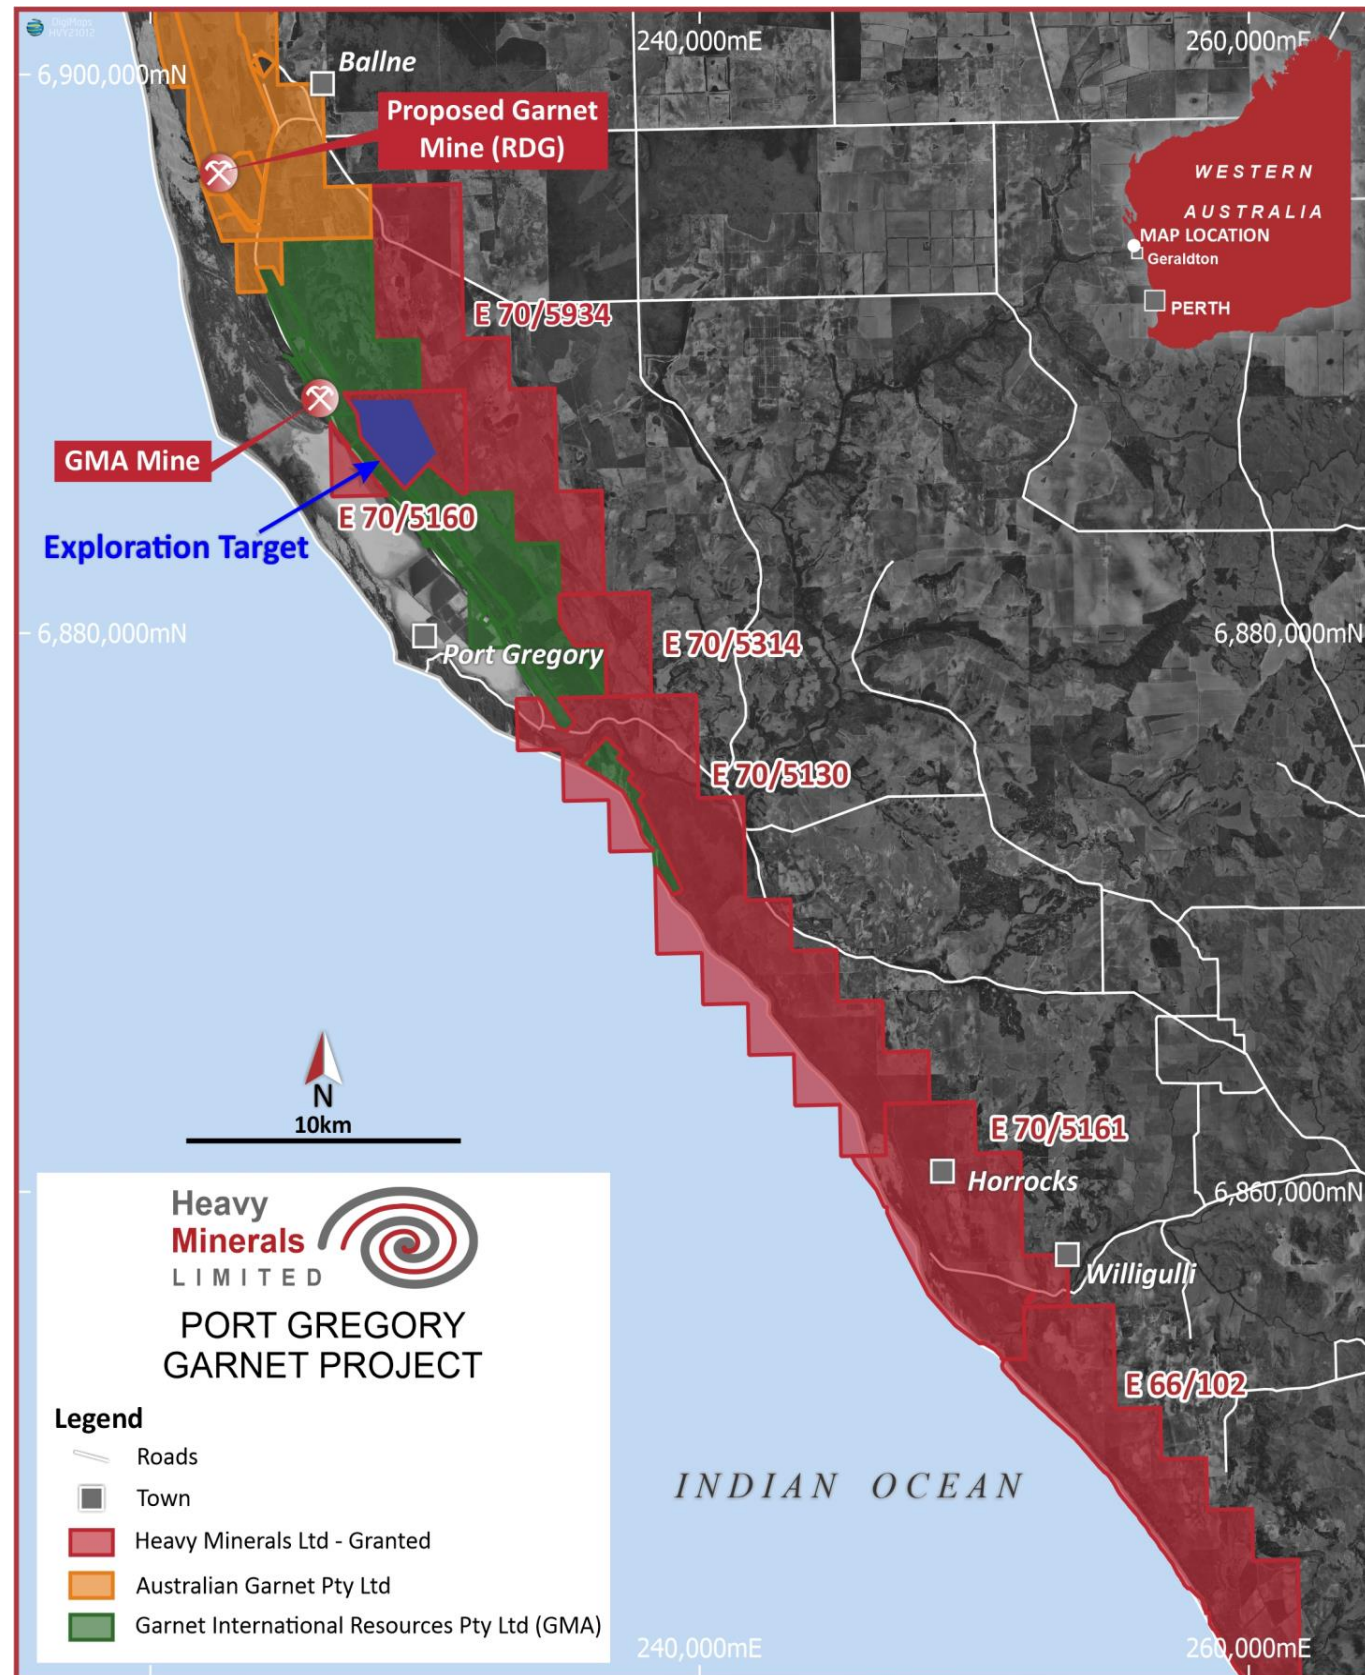 DigiMaps
HVY21012
240,000mE
260,000mE
6,900,000mN
Ballne
Proposed Garnet
Mine (RDG)
WESTERN
AUSTRALIA
MAP LOCATION
Geraldton
PERTH
E 70/5934
GMA Mine
E 70/5160
Exploration Target
6,880,000mN
6,880,000mN
Port Gregory
E 70/5314
E 70/5130
N
10km
E 70/5161
Horrocks
6,860,000mN
Willigulli
E 66/102
Heavy
Minerals
LIMITED
PORT GREGORY
GARNET PROJECT
Legend
Roads
Town
Heavy Minerals Ltd - Granted
Australian Garnet Pty Ltd
Garnet International Resources Pty Ltd (GMA)
INDIAN OCEAN
240,000mE
260,000mE